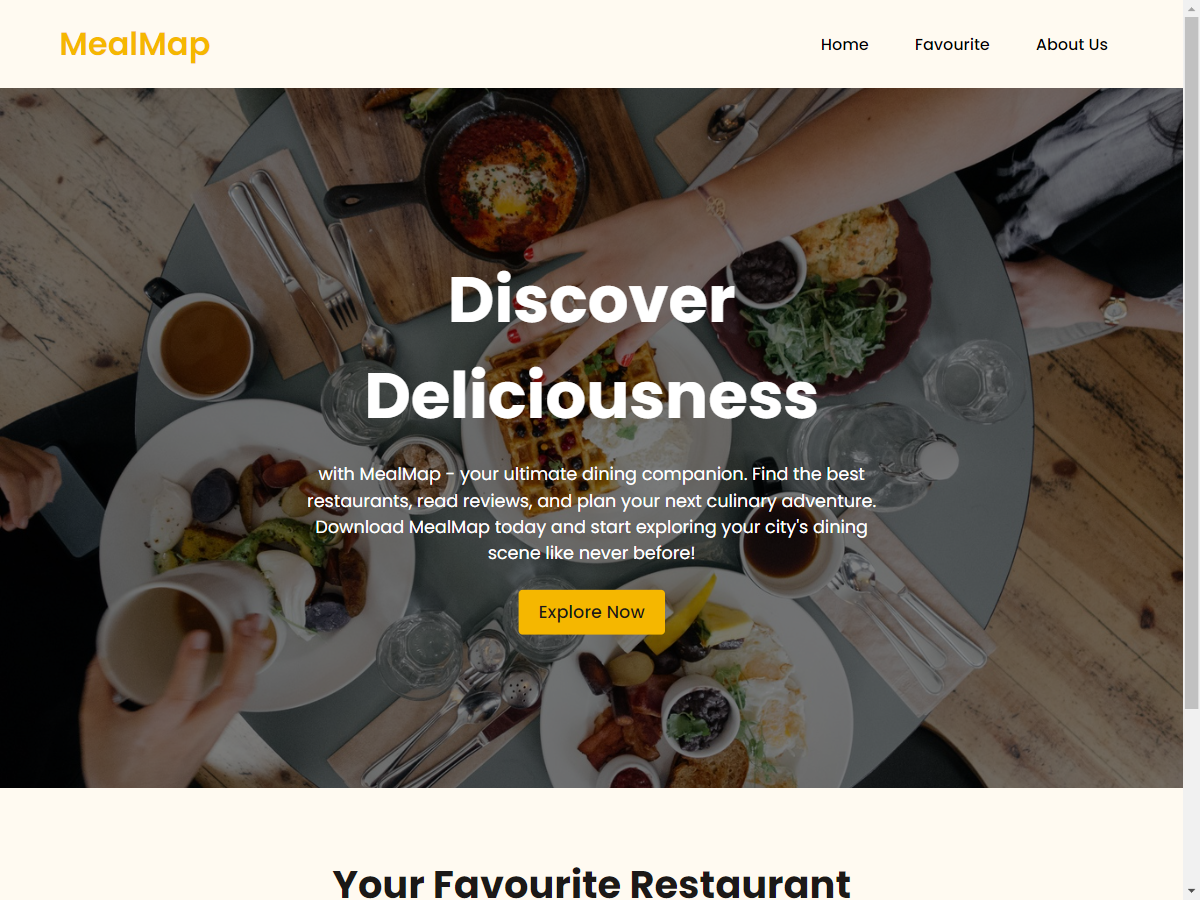 MealMap
Home
Favourite
About Us
Discover
Deliciousness
with MealMap - your ultimate dining companion. Find the best
restaurants, read reviews, and plan your next culinary adventure.
Download MealMap today and start exploring your city's dining
scene like never before!
Explore Now
Your Favourite Restaurant